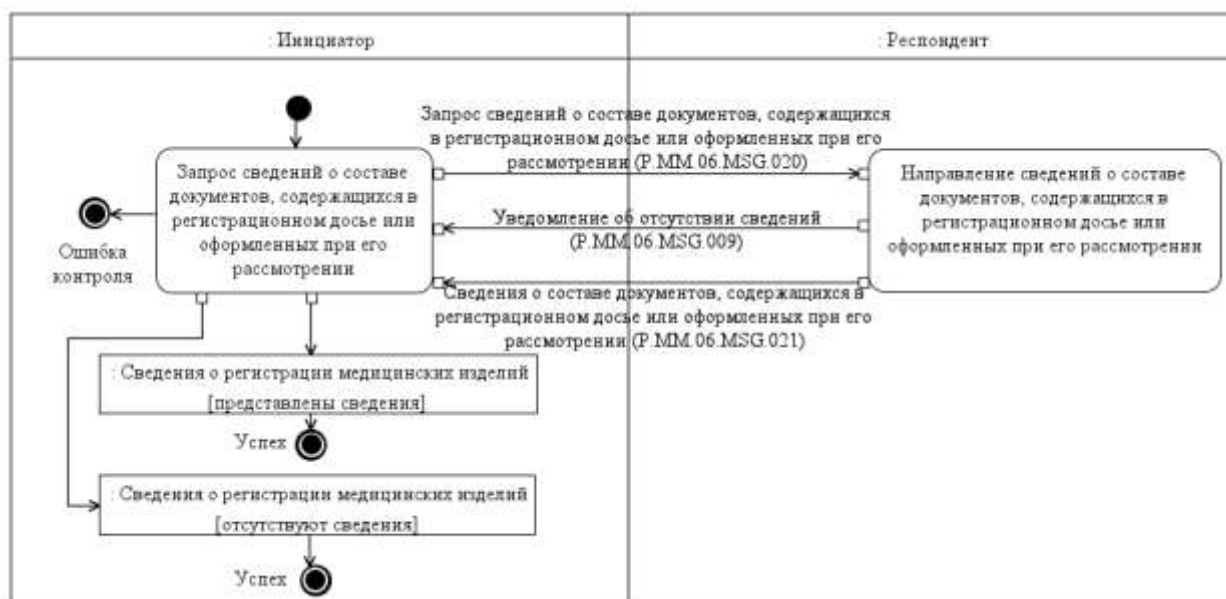 : Инициатор
: Респондент
Запрос сведений о составе документов, содержащихся
в регистрационном досье или оформленных при его
рассмотрении (P.MM.06.MSG.020)
Запрос сведений о составе
документов, содержащихся в
регистрационном досье или
оформленных при его
рассмотрении
Направление сведений о составе
документов, содержащихся в
регистрационном досье или
оформленных при его рассмотрении
Уведомление об отсутствии сведений
(P.MM.06.MSG.009)
Ошибка
контроля
Сведения о составе документов, содержащихся в
регистрационном досье или оформленных при его
рассмотрении (P.MM.06.MSG.021)
: Сведения о регистрации медицинских изделий
[представлены сведения]
Успех
: Сведения о регистрации медицинских изделий
[отсутствуют сведения]
Успех